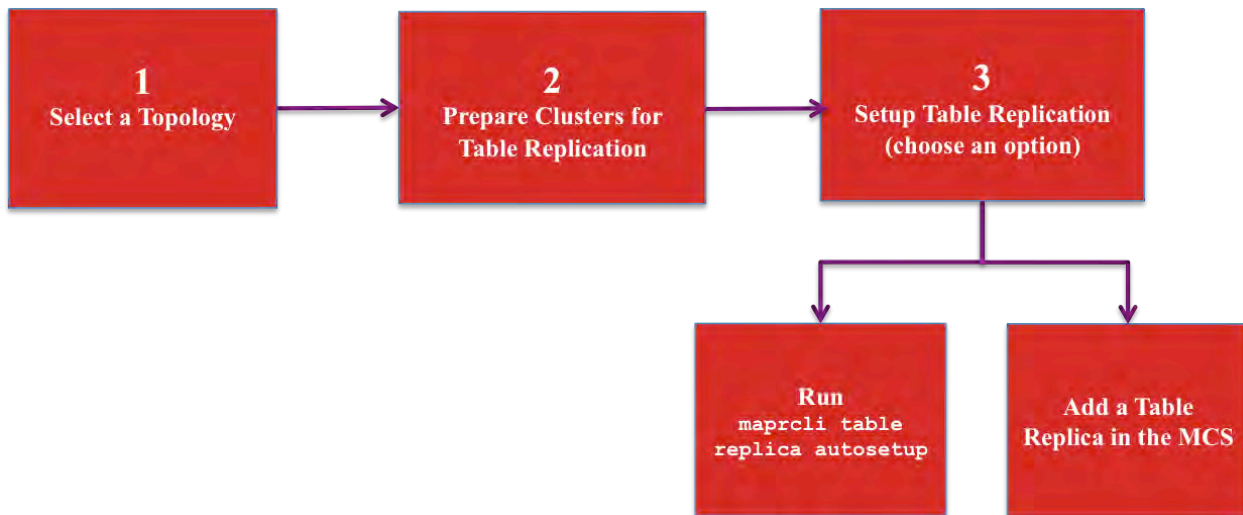 1
Select a Topology
2
Prepare Clusters for
Table Replication
3
Setup Table Replication
(choose an option)
Run
maprcli table
replica autosetup
Add a Table
Replica in the MCS